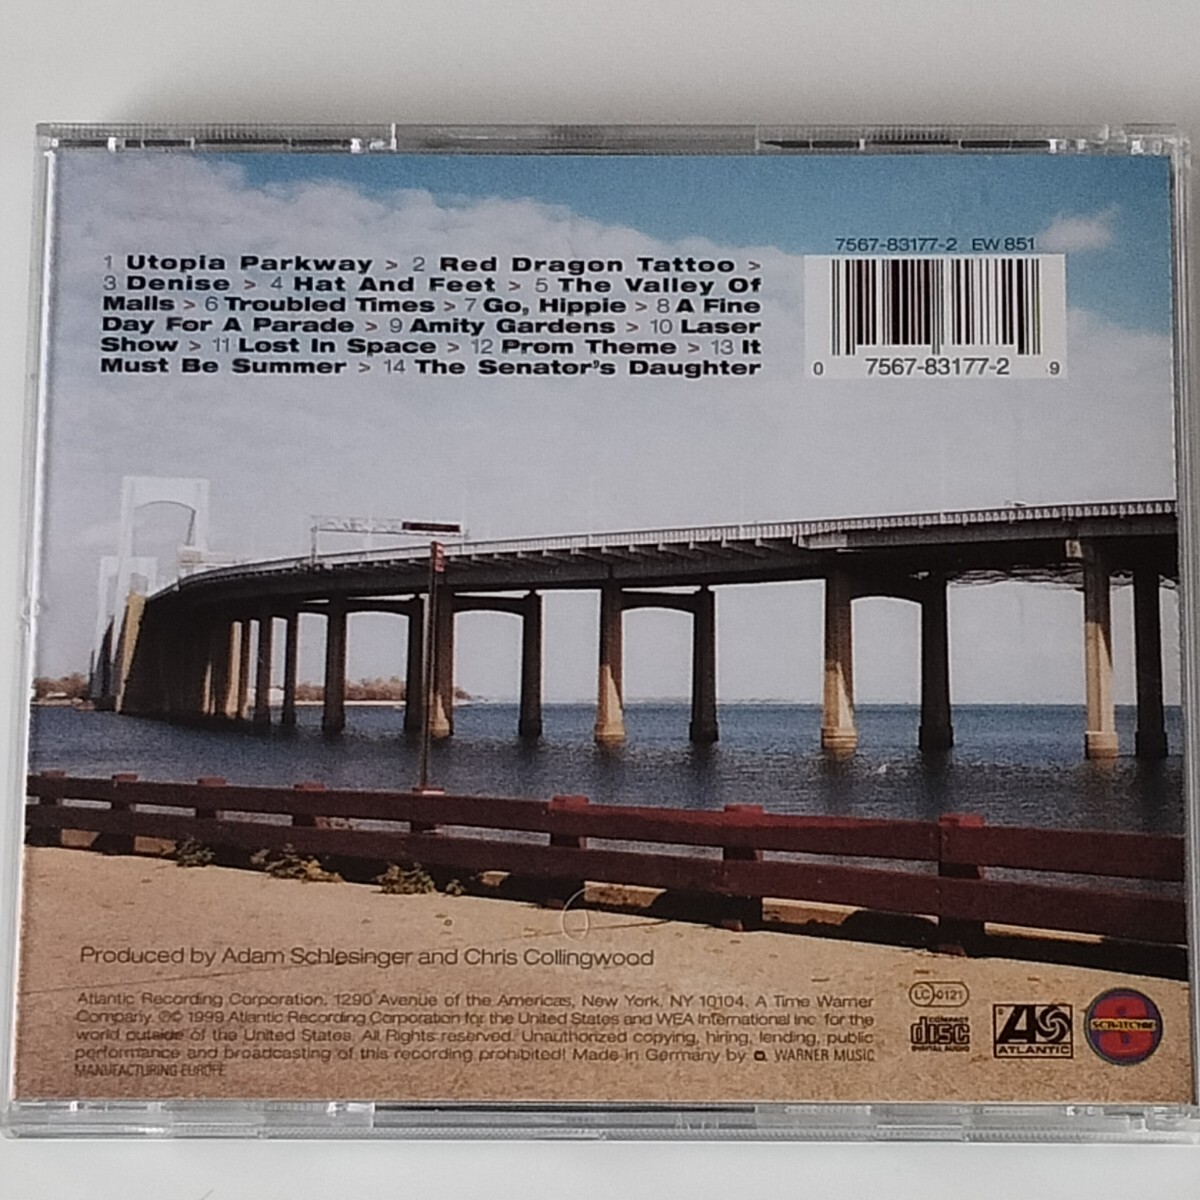 7567-83177-2 EW 851
1 Utopia Parkway > 2 Red Dragon Tattoo >
3 Denise > 4 Hat And Feet > 5 The Valley Of
Malls > 6 Troubled Times > 7 Go, Hippie > 8 A Fine
Day For A Parade > 9 Amity Gardens > 10 Laser
Show > 11 Lost In Space > 12 Prom Theme > 13 It
Must Be Summer > 14 The Senator's Daughter
0 7567-83177-2 9
Produced by Adam Schlesinger and Chris Collingwood
Atlantic Recording Corporation, 1290 Avenue of the Americas, New York, NY 10104. A Time Warner
Company. ℗© 1999 Atlantic Recording Corporation for the United States and WEA International Inc. for the
world outside of the United States. All Rights reserved. Unauthorized copying, hiring, lending, public
performance and broadcasting of this recording prohibited! Made in Germany by WARNER MUSIC
MANUFACTURING EUROPE
LC 0121
COMPACT
disc
DIGITAL AUDIO
ATLANTIC
SCRATCHIE